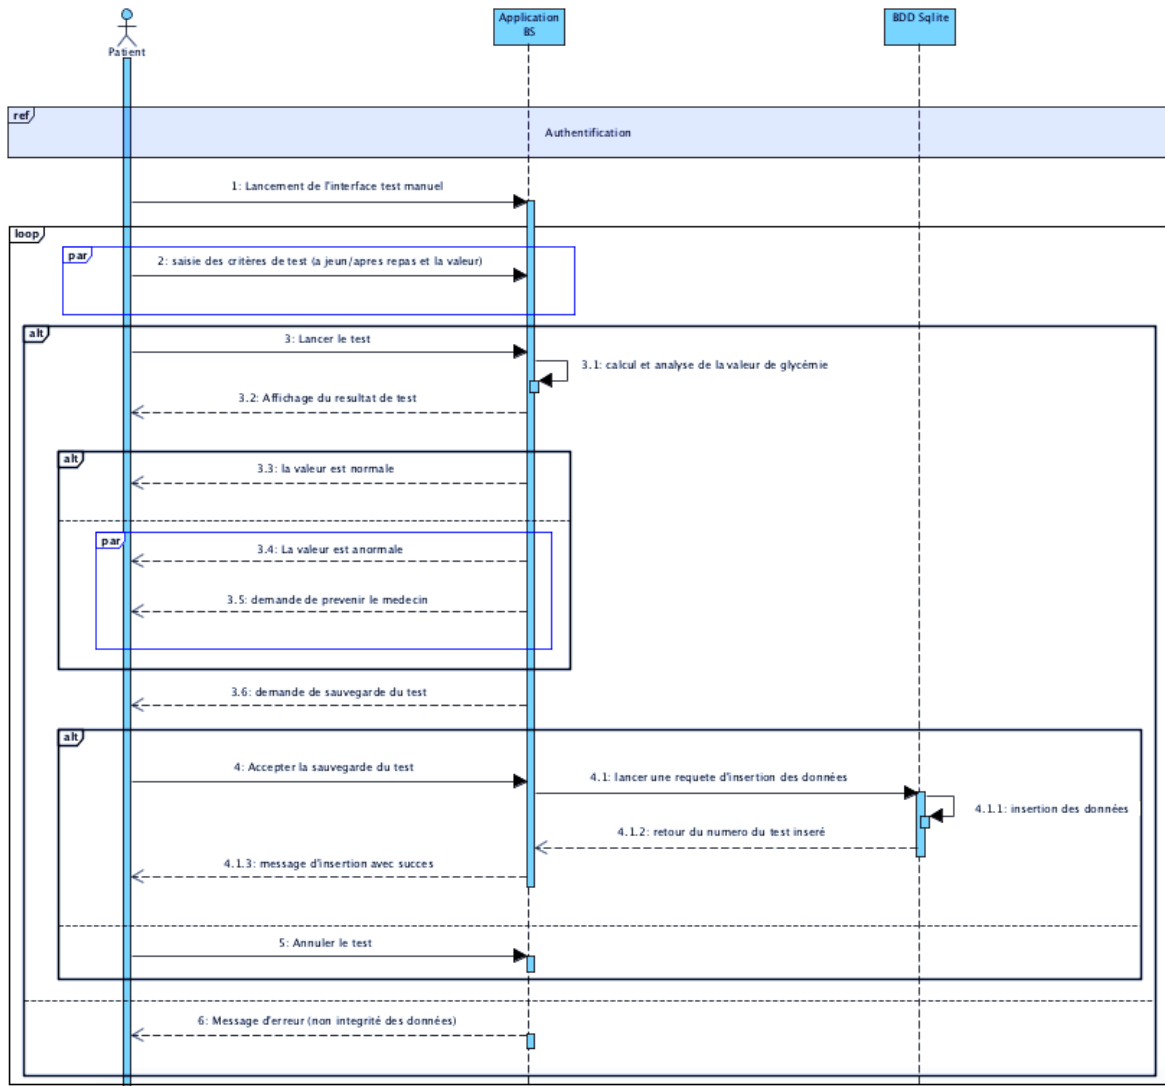 Patient
Application
BS
BDD Sqlite
ref
Authentification
1: Lancement de l'interface test manuel
loop
par
2: saisie des critères de test (a jeun/apres repas et la valeur)
alt
3: Lancer le test
3.1: calcul et analyse de la valeur de glycémie
3.2: Affichage du resultat de test
alt
3.3: la valeur est normale
par
3.4: La valeur est anormale
3.5: demande de prevenir le medecin
3.6: demande de sauvegarde du test
alt
4: Accepter la sauvegarde du test
4.1: lancer une requete d'insertion des données
4.1.1: insertion des données
4.1.2: retour du numero du test inseré
4.1.3: message d'insertion avec succes
5: Annuler le test
6: Message d'erreur (non integrité des données)